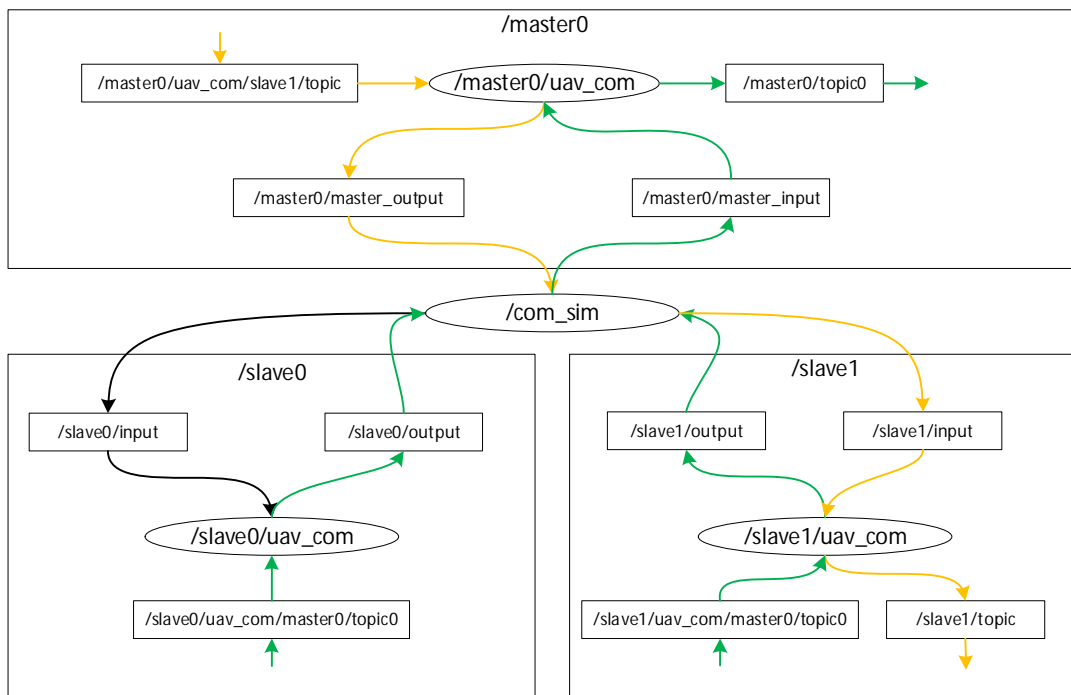 /master0
/master0/uav_com/slave1/topic
/master0/uav_com
/master0/topic0
/master0/master_output
/master0/master_input
/com_sim
/slave0
/slave0/input
/slave0/output
/slave0/uav_com
/slave0/uav_com/master0/topic0
/slave1
/slave1/output
/slave1/input
/slave1/uav_com
/slave1/uav_com/master0/topic0
/slave1/topic